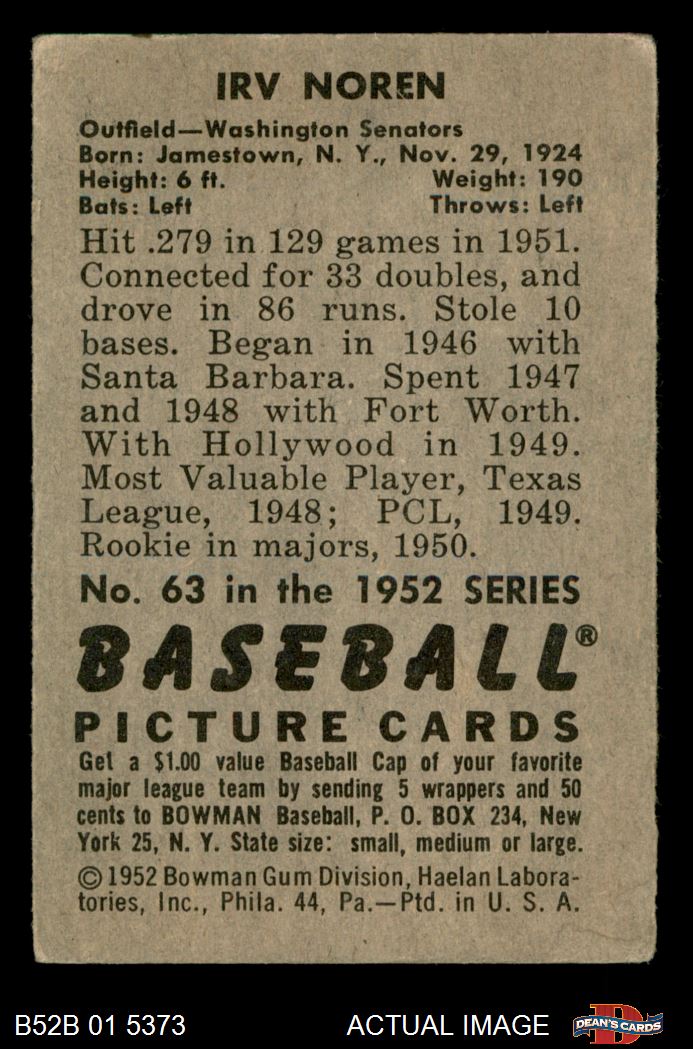 IRV NOREN
Outfield—Washington Senators
Born: Jamestown, N. Y., Nov. 29, 1924
Height: 6 ft. Weight: 190
Bats: Left Throws: Left
Hit .279 in 129 games in 1951.
Connected for 33 doubles, and
drove in 86 runs. Stole 10
bases. Began in 1946 with
Santa Barbara. Spent 1947
and 1948 with Fort Worth.
With Hollywood in 1949.
Most Valuable Player, Texas
League, 1948; PCL, 1949.
Rookie in majors, 1950.
No. 63 in the 1952 SERIES
BASEBALL®
PICTURE CARDS
Get a $1.00 value Baseball Cap of your favorite
major league team by sending 5 wrappers and 50
cents to BOWMAN Baseball, P. O. BOX 234, New
York 25, N. Y. State size: small, medium or large.
©1952 Bowman Gum Division, Haelan Labora-
tories, Inc., Phila. 44, Pa.—Ptd. in U. S. A.
B52B 01 5373 ACTUAL IMAGE D DEAN'S CARDS